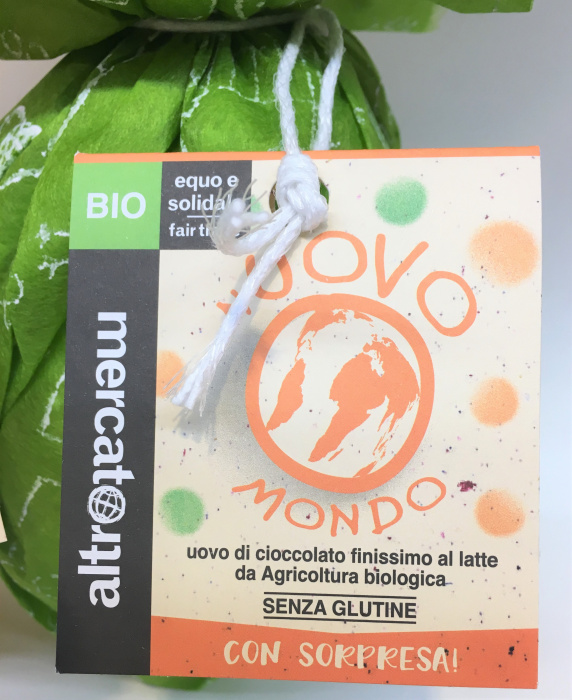 BIO
equo e
fair
altromercato
UOVO
MONDO
uovo di cioccolato finissimo al latte
da Agricoltura biologica
SENZA GLUTINE
CON SORPRESA!